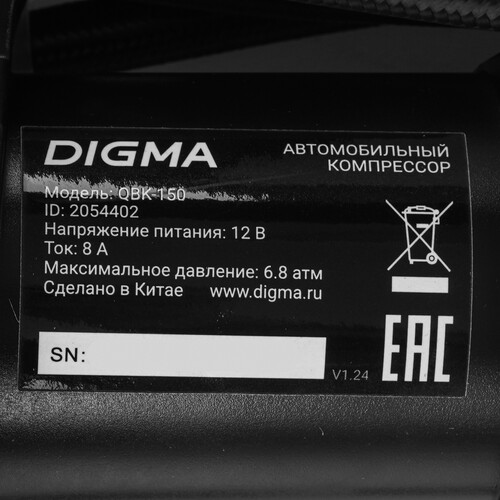 DIGMA
АВТОМОБИЛЬНЫЙ
КОМПРЕССОР
Модель: QBK-150
ID: 2054402
Напряжение питания: 12 В
Ток: 8 А
Максимальное давление: 6.8 атм
Сделано в Китае www.digma.ru
SN:
V1.24
EAC